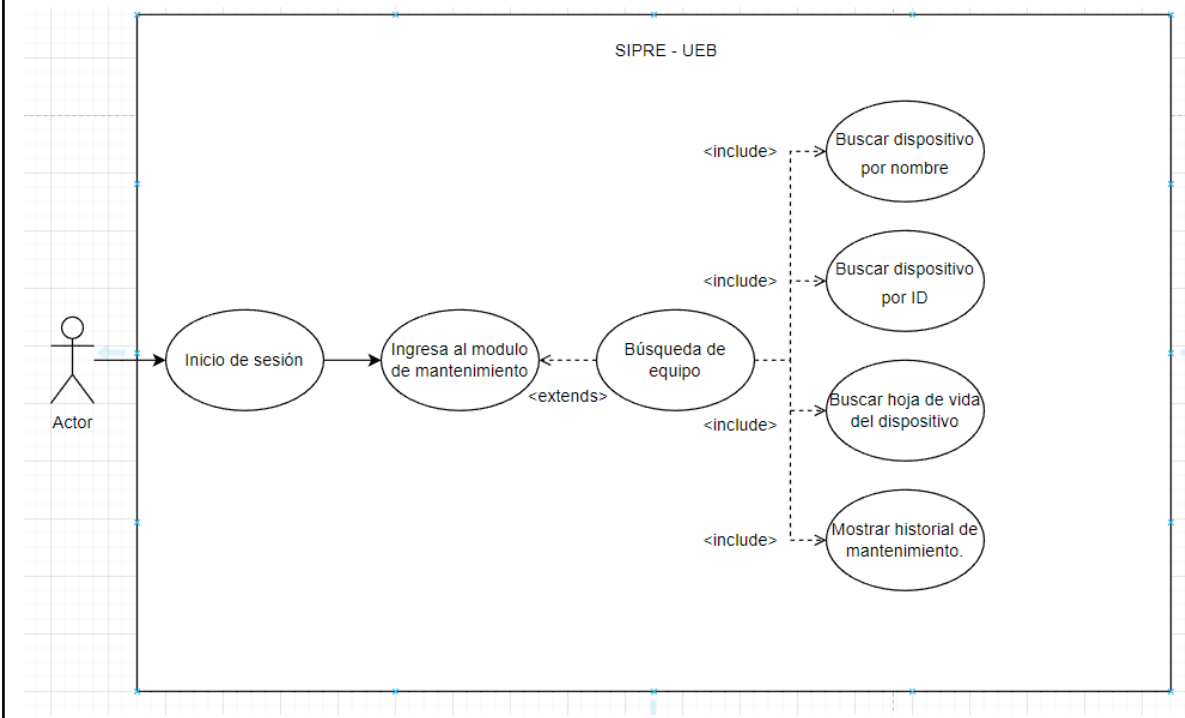 SIPRE - UEB
Buscar dispositivo
por nombre
<include>
Buscar dispositivo
por ID
<include>
Actor
Inicio de sesión
Ingresa al modulo
de mantenimiento
<extends>
Búsqueda de
equipo
Buscar hoja de vida
del dispositivo
<include>
Mostrar historial de
mantenimiento.
<include>